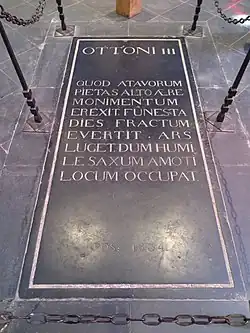 OTTONI III
QUOD ATAVORUM
PIETAS ALTO AERE
MONIMENTUM
EREXIT. FUNESTA
DIES FRACTUM
EVERTIT. ARS
LUGET. DUM HUMI
LE SAXUM AMOTI
LOCUM OCCUPAT